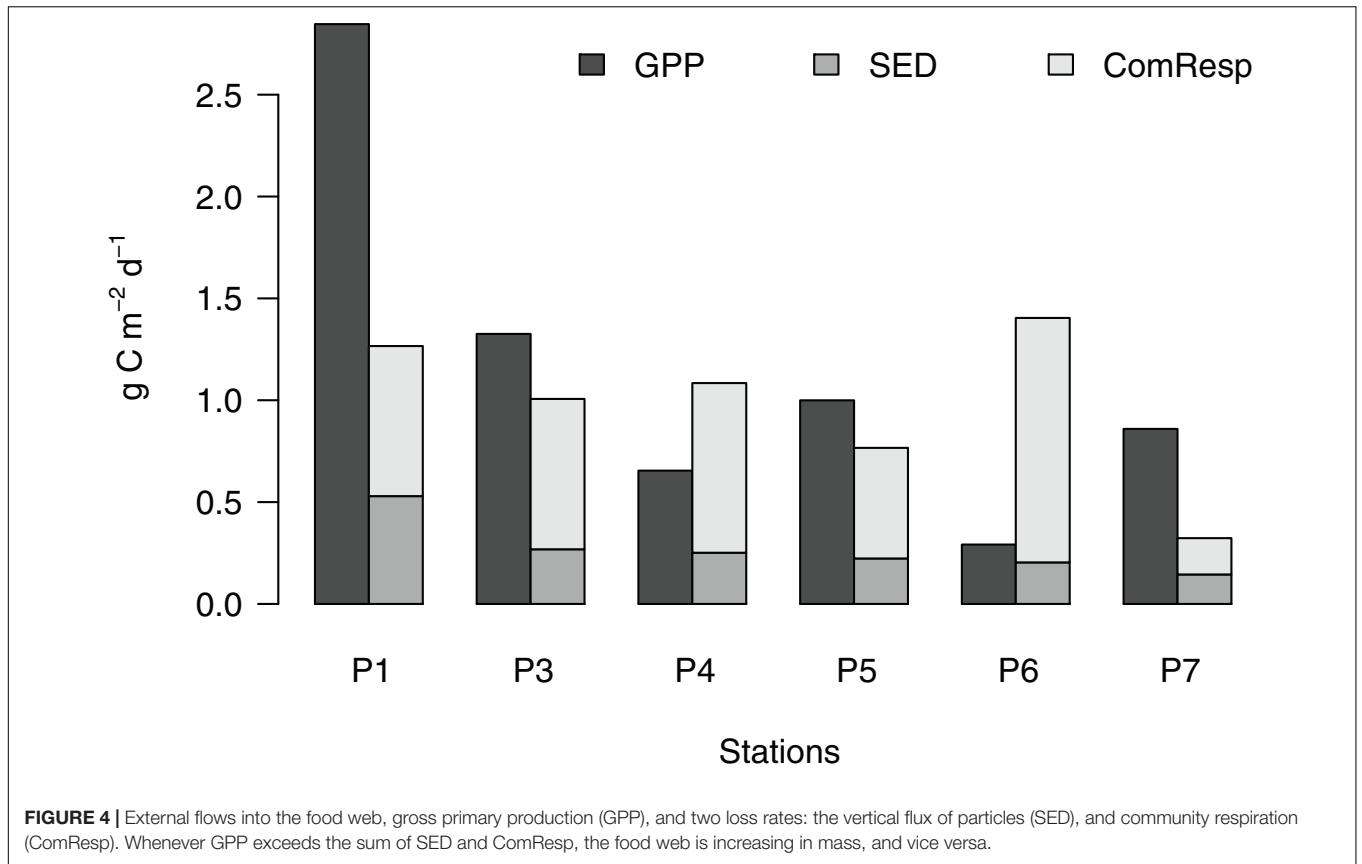 GPP SED ComResp
2.5
2.0
1.5
1.0
0.5
0.0
g C m⁻² d⁻¹
P1 P3 P4 P5 P6 P7
Stations
FIGURE 4 | External flows into the food web, gross primary production (GPP), and two loss rates: the vertical flux of particles (SED), and community respiration
(ComResp). Whenever GPP exceeds the sum of SED and ComResp, the food web is increasing in mass, and vice versa.